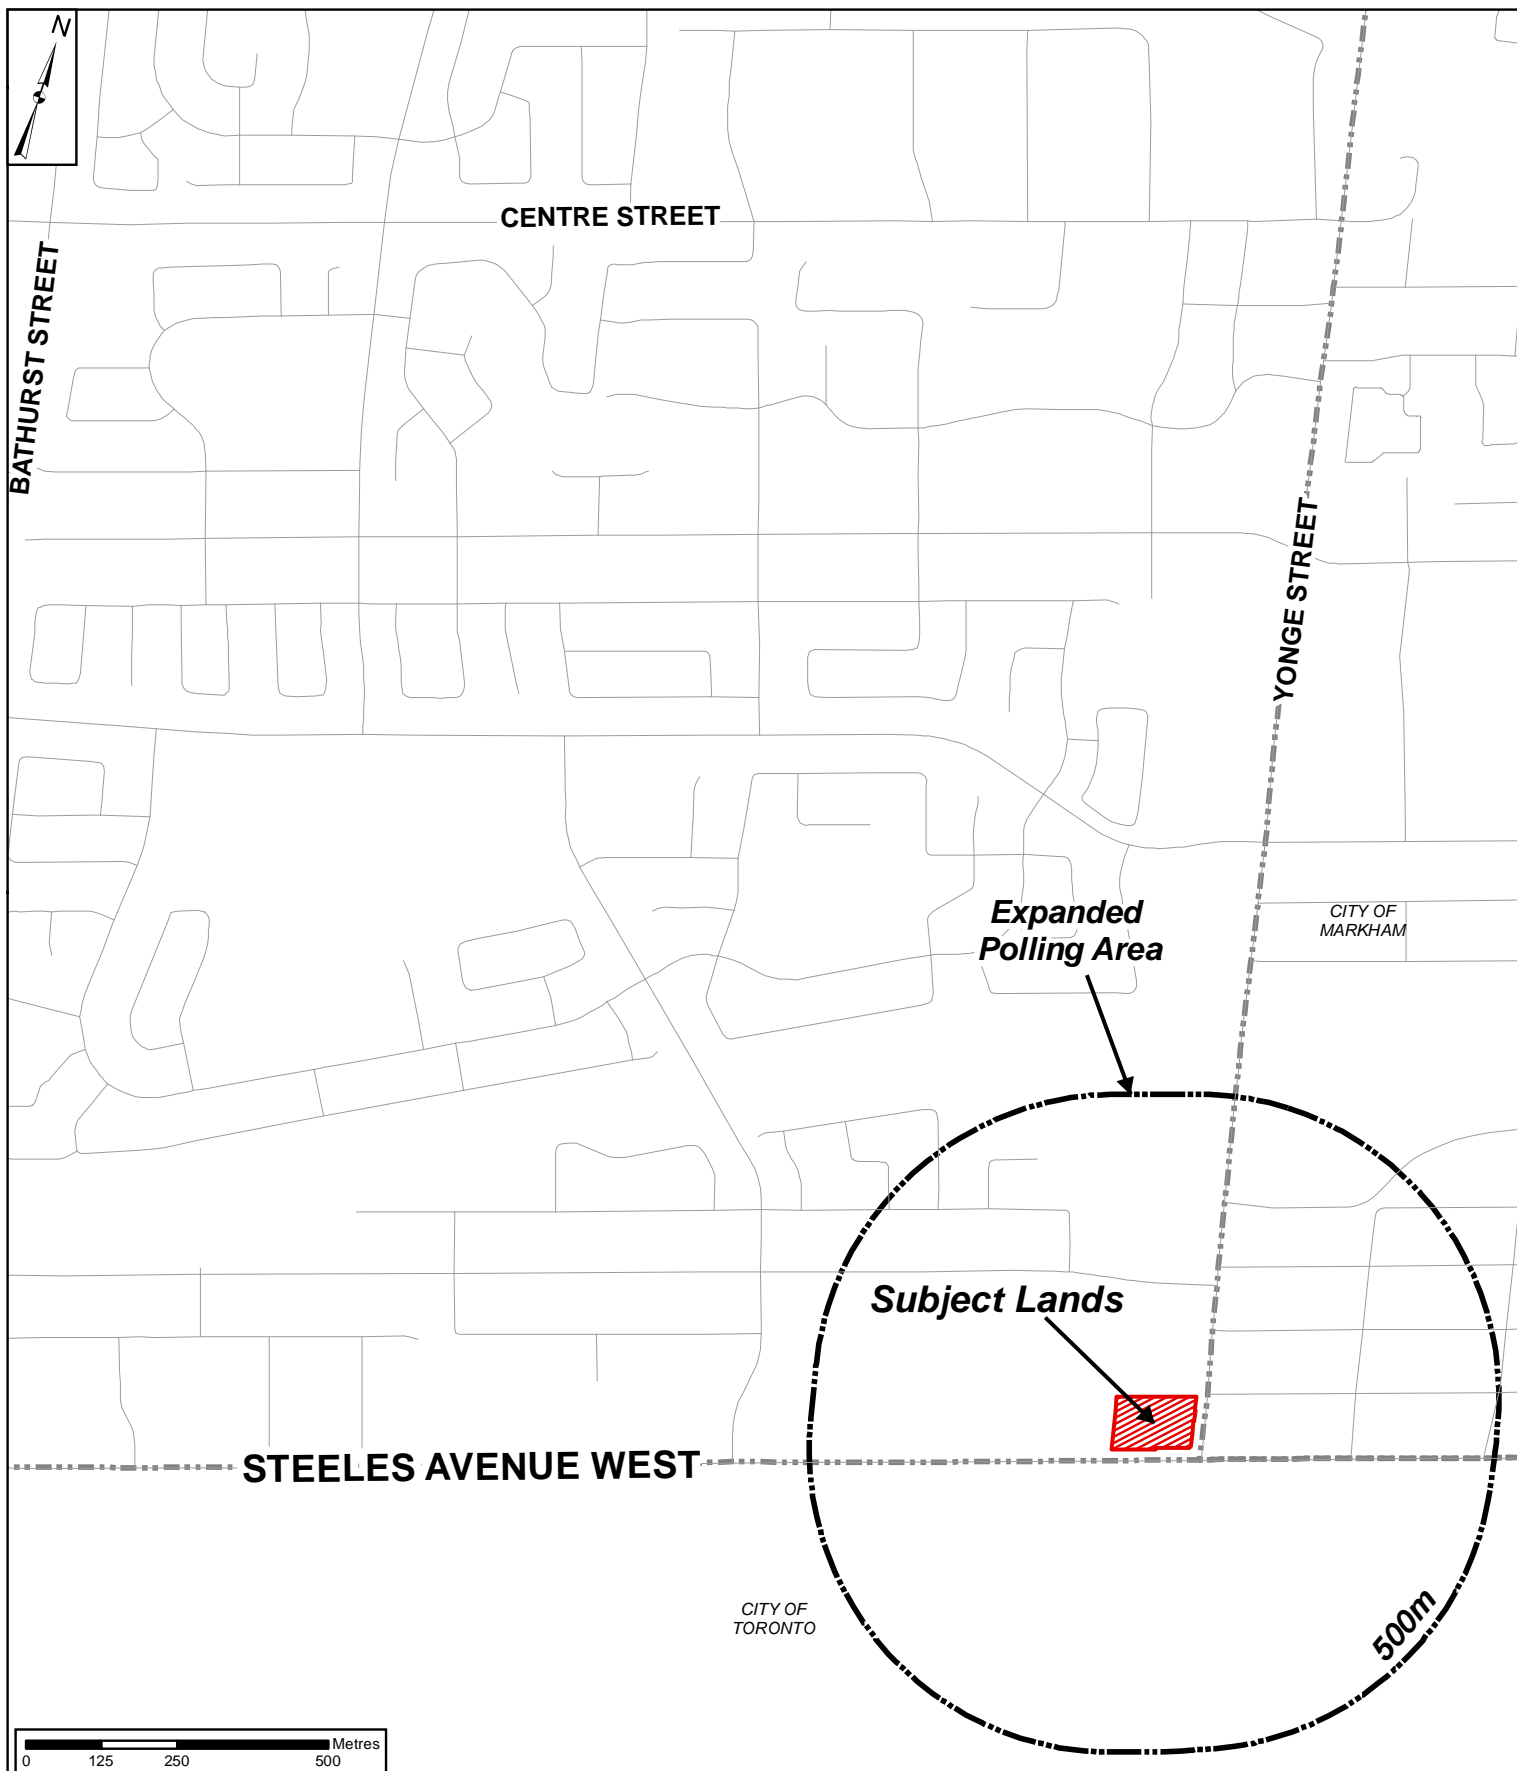 N
CENTRE STREET
BATHURST STREET
YONGE STREET
Expanded
Polling Area
CITY OF
MARKHAM
Subject Lands
STEELES AVENUE WEST
500m
CITY OF
TORONTO
Metres
0 125 250 500